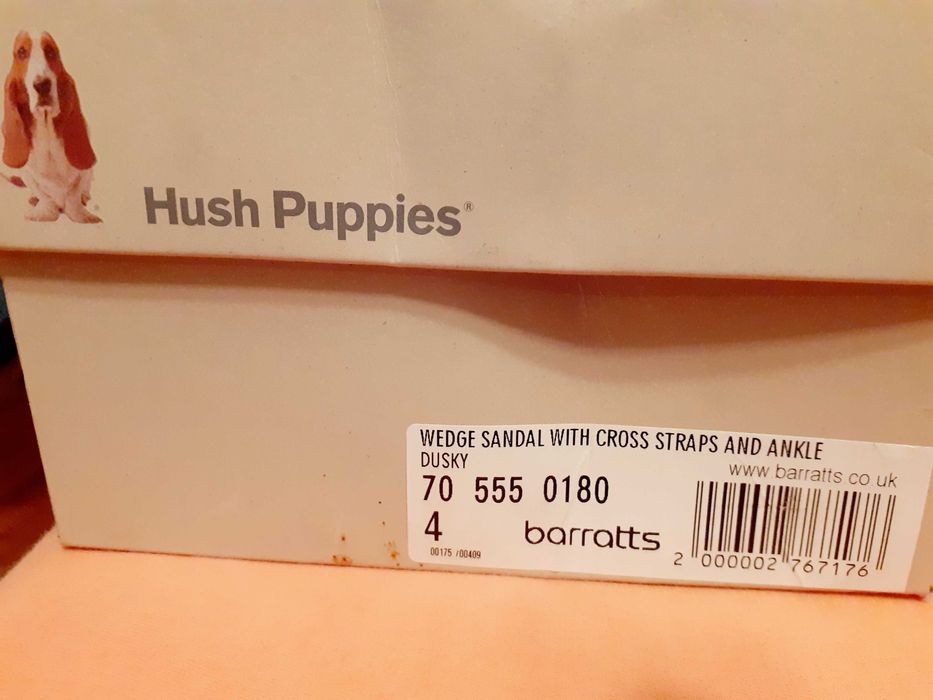 Hush Puppies®
WEDGE SANDAL WITH CROSS STRAPS AND ANKLE
DUSKY
www.barratts.co.uk
70 555 0180
4
barratts
00175 /00409
2 000002 767176